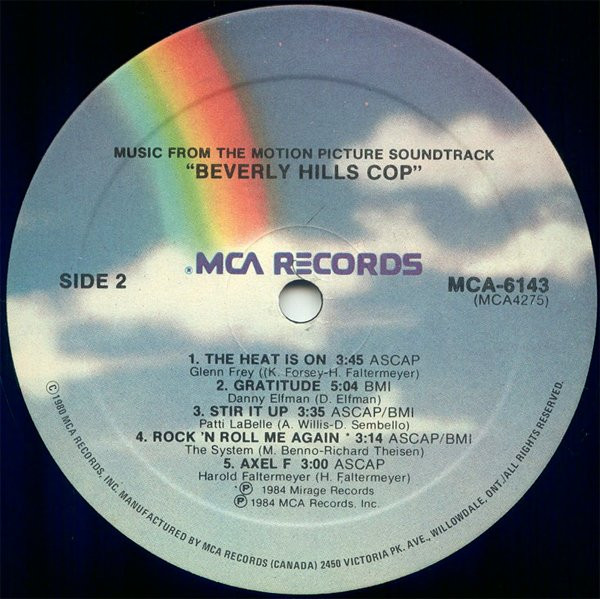 MUSIC FROM THE MOTION PICTURE SOUNDTRACK
"BEVERLY HILLS COP"
® MCA RECORDS
SIDE 2
MCA-6143
(MCA4275)
1. THE HEAT IS ON 3:45 ASCAP
Glenn Frey ((K. Forsey-H. Faltermeyer)
2. GRATITUDE 5:04 BMI
Danny Elfman (D. Elfman)
3. STIR IT UP 3:35 ASCAP/BMI
Patti LaBelle (A. Willis-D. Sembello)
4. ROCK 'N ROLL ME AGAIN * 3:14 ASCAP/BMI
The System (M. Benno-Richard Theisen)
5. AXEL F 3:00 ASCAP
Harold Faltermeyer (H. Faltermeyer)
* ℗ 1984 Mirage Records
℗ 1984 MCA Records, Inc.
©1980 MCA RECORDS, INC. MANUFACTURED BY MCA RECORDS (CANADA) 2450 VICTORIA PK. AVE., WILLOWDALE, ONT./ALL RIGHTS RESERVED.